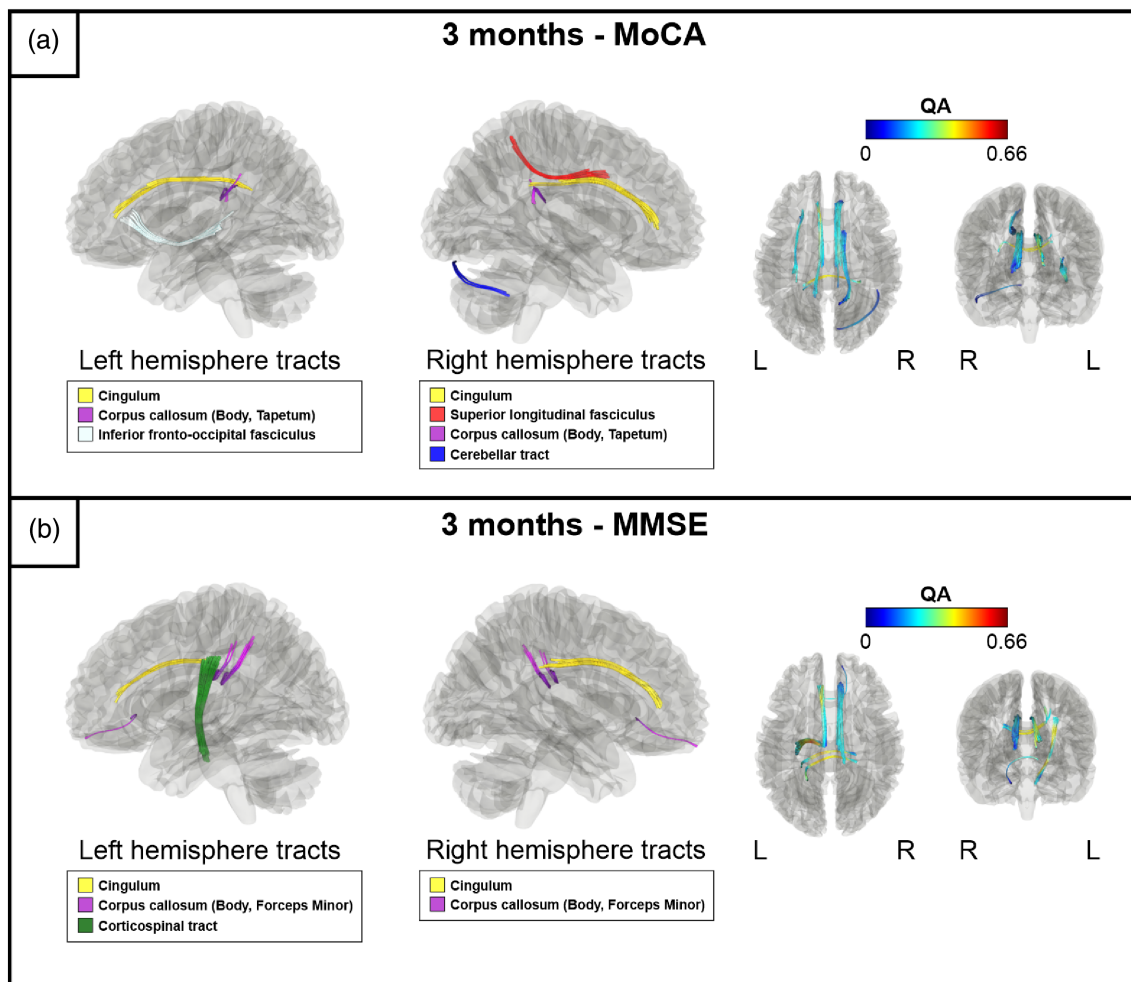 (a)
3 months - MoCA
QA
0 0.66
L R R L
Left hemisphere tracts
Cingulum
Corpus callosum (Body, Tapetum)
Inferior fronto-occipital fasciculus
Right hemisphere tracts
Cingulum
Superior longitudinal fasciculus
Corpus callosum (Body, Tapetum)
Cerebellar tract
(b)
3 months - MMSE
QA
0 0.66
L R R L
Left hemisphere tracts
Cingulum
Corpus callosum (Body, Forceps Minor)
Corticospinal tract
Right hemisphere tracts
Cingulum
Corpus callosum (Body, Forceps Minor)